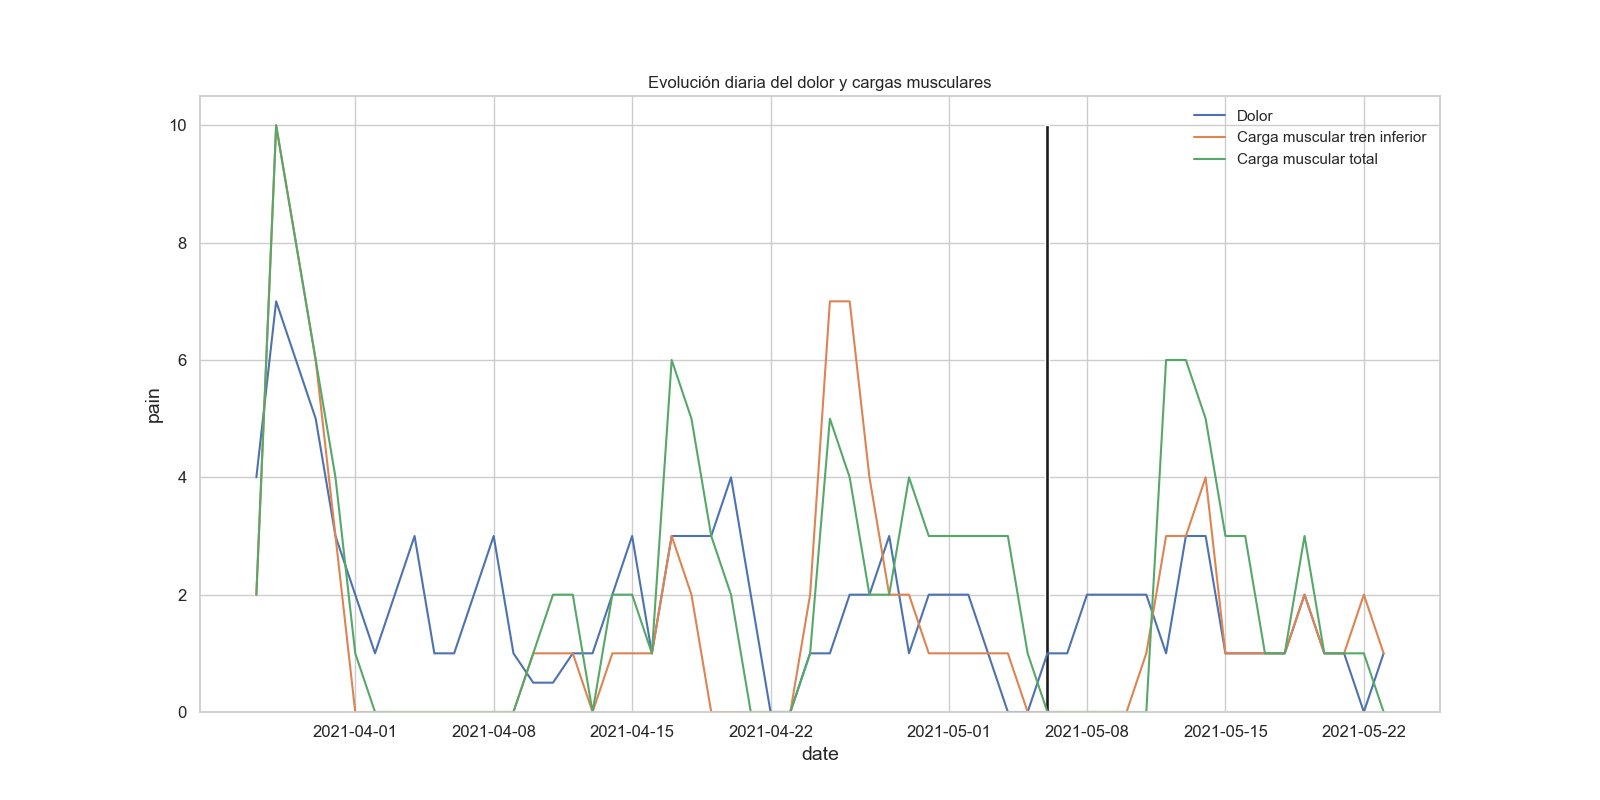 Evolución diaria del dolor y cargas musculares
Dolor
Carga muscular tren inferior
Carga muscular total
pain
10
8
6
4
2
0
2021-04-01
2021-04-08
2021-04-15
2021-04-22
2021-05-01
2021-05-08
2021-05-15
2021-05-22
date